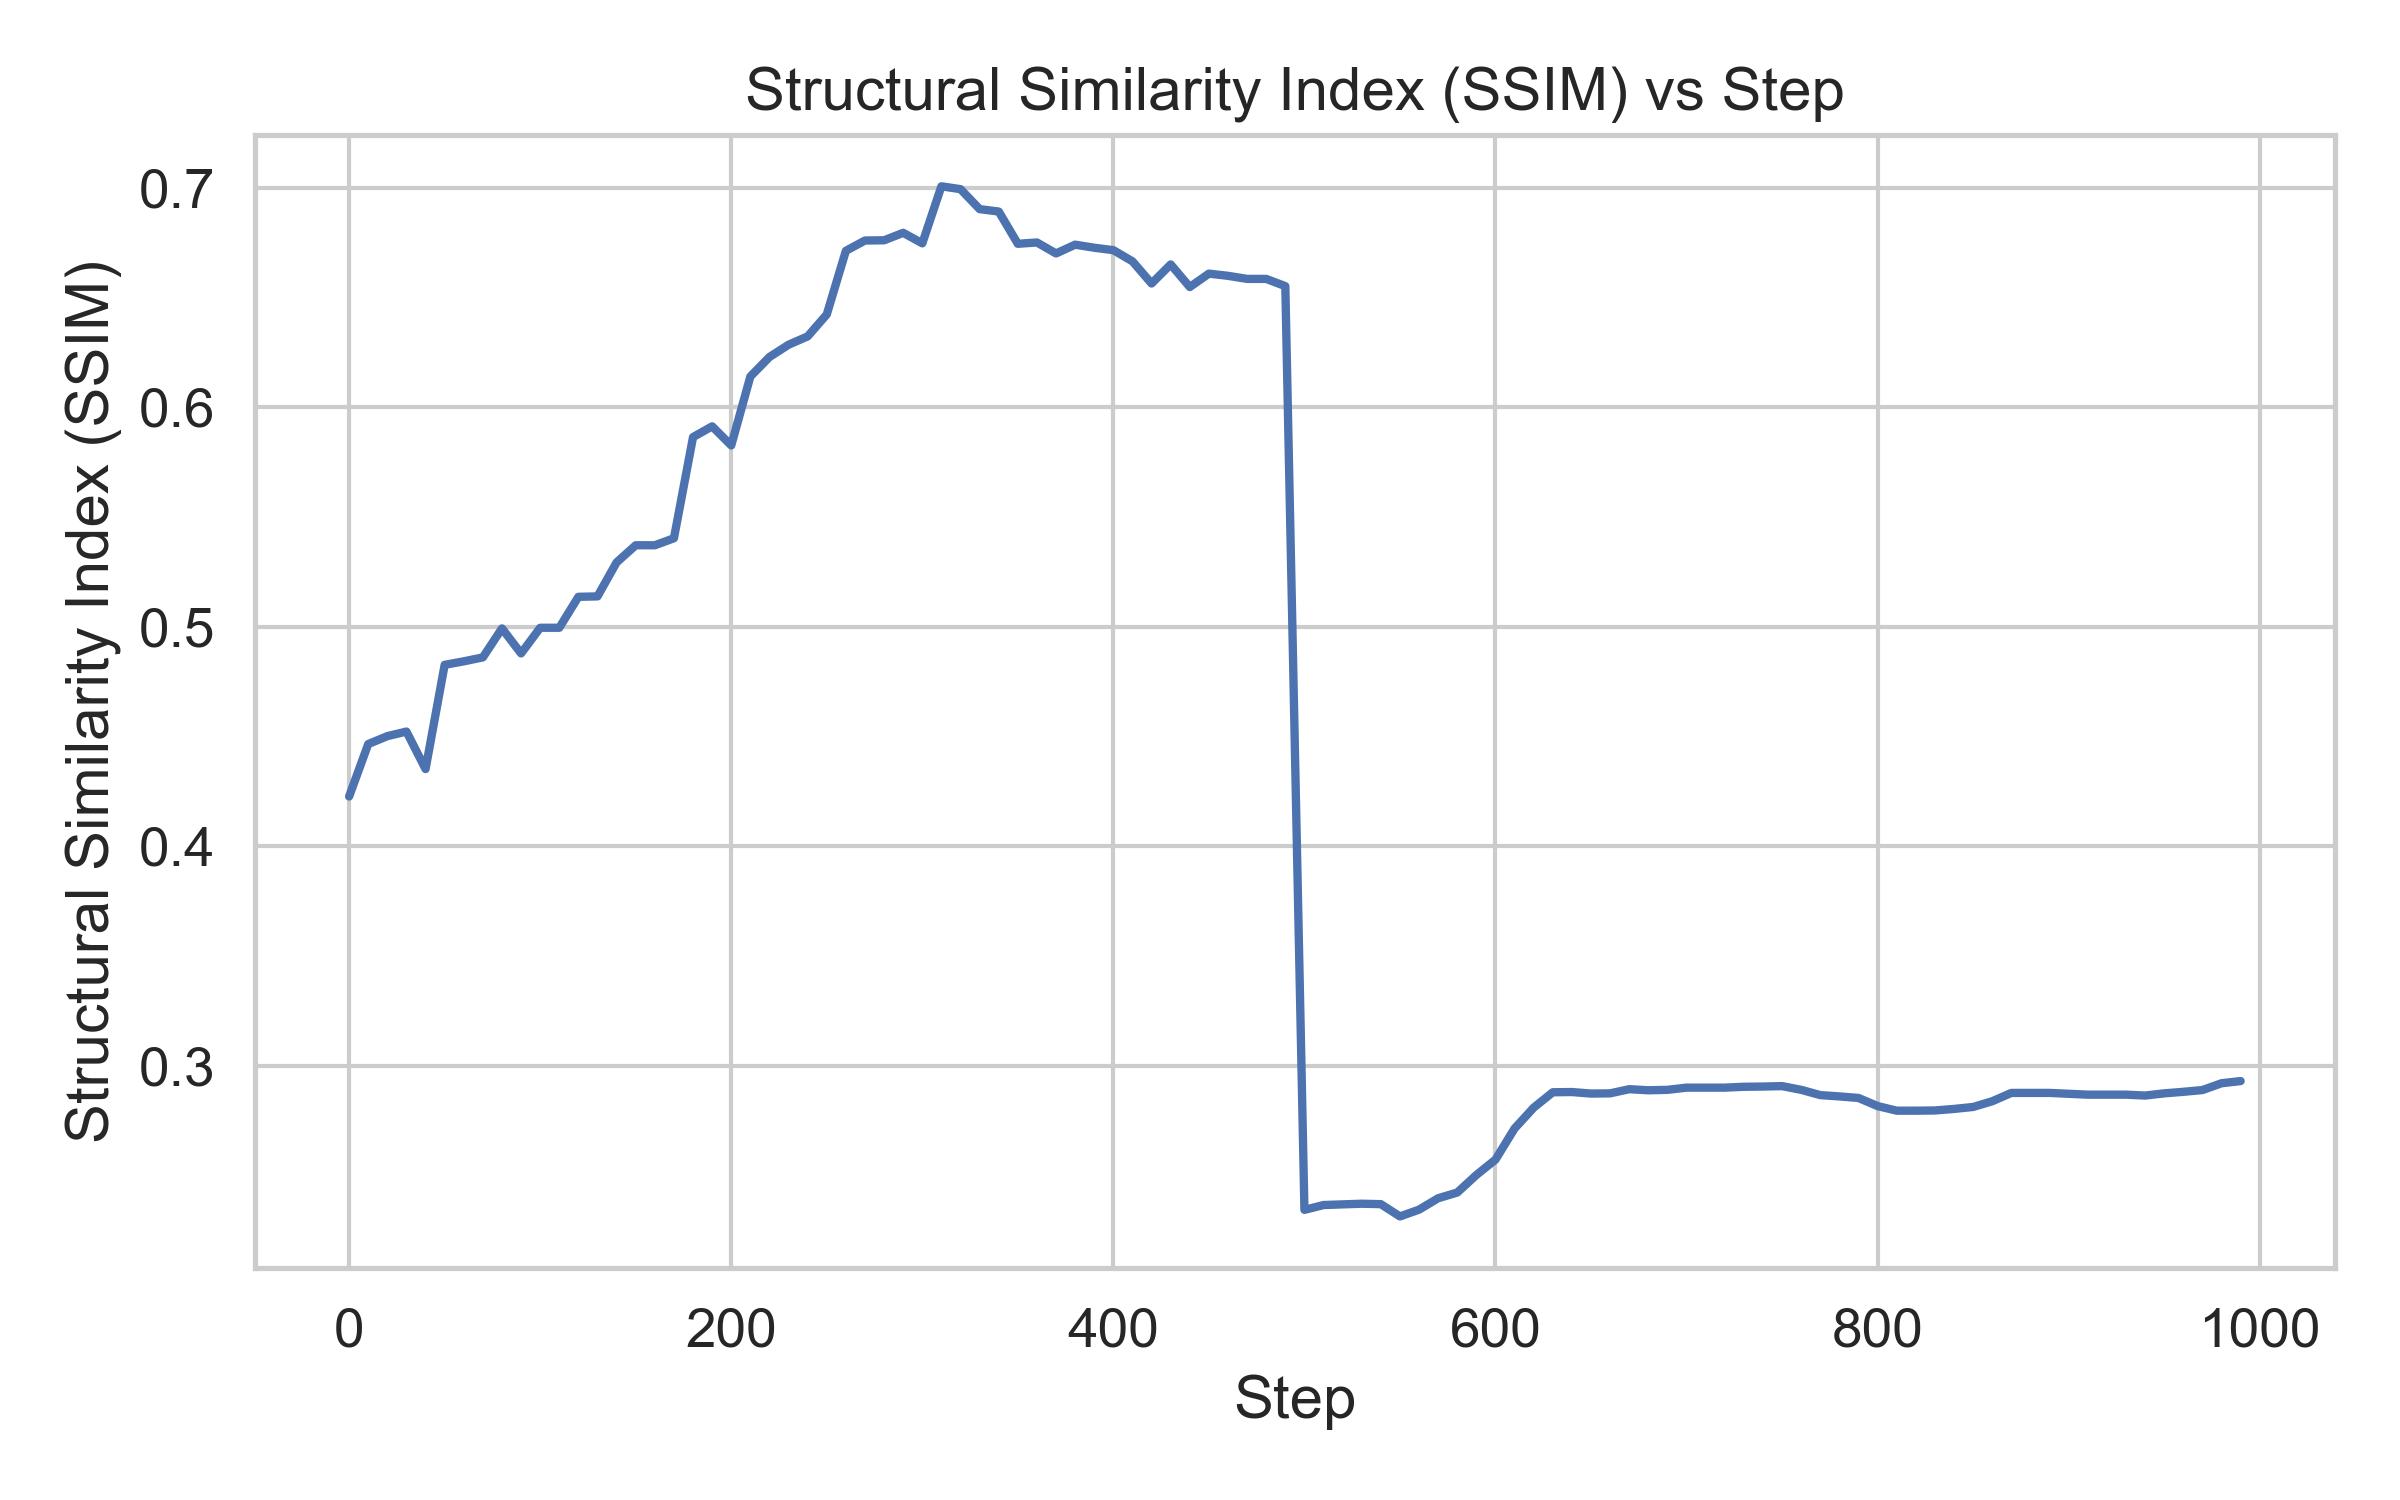 Structural Similarity Index (SSIM) vs Step
Structural Similarity Index (SSIM)
0.7
0.6
0.5
0.4
0.3
0 200 400 600 800 1000
Step